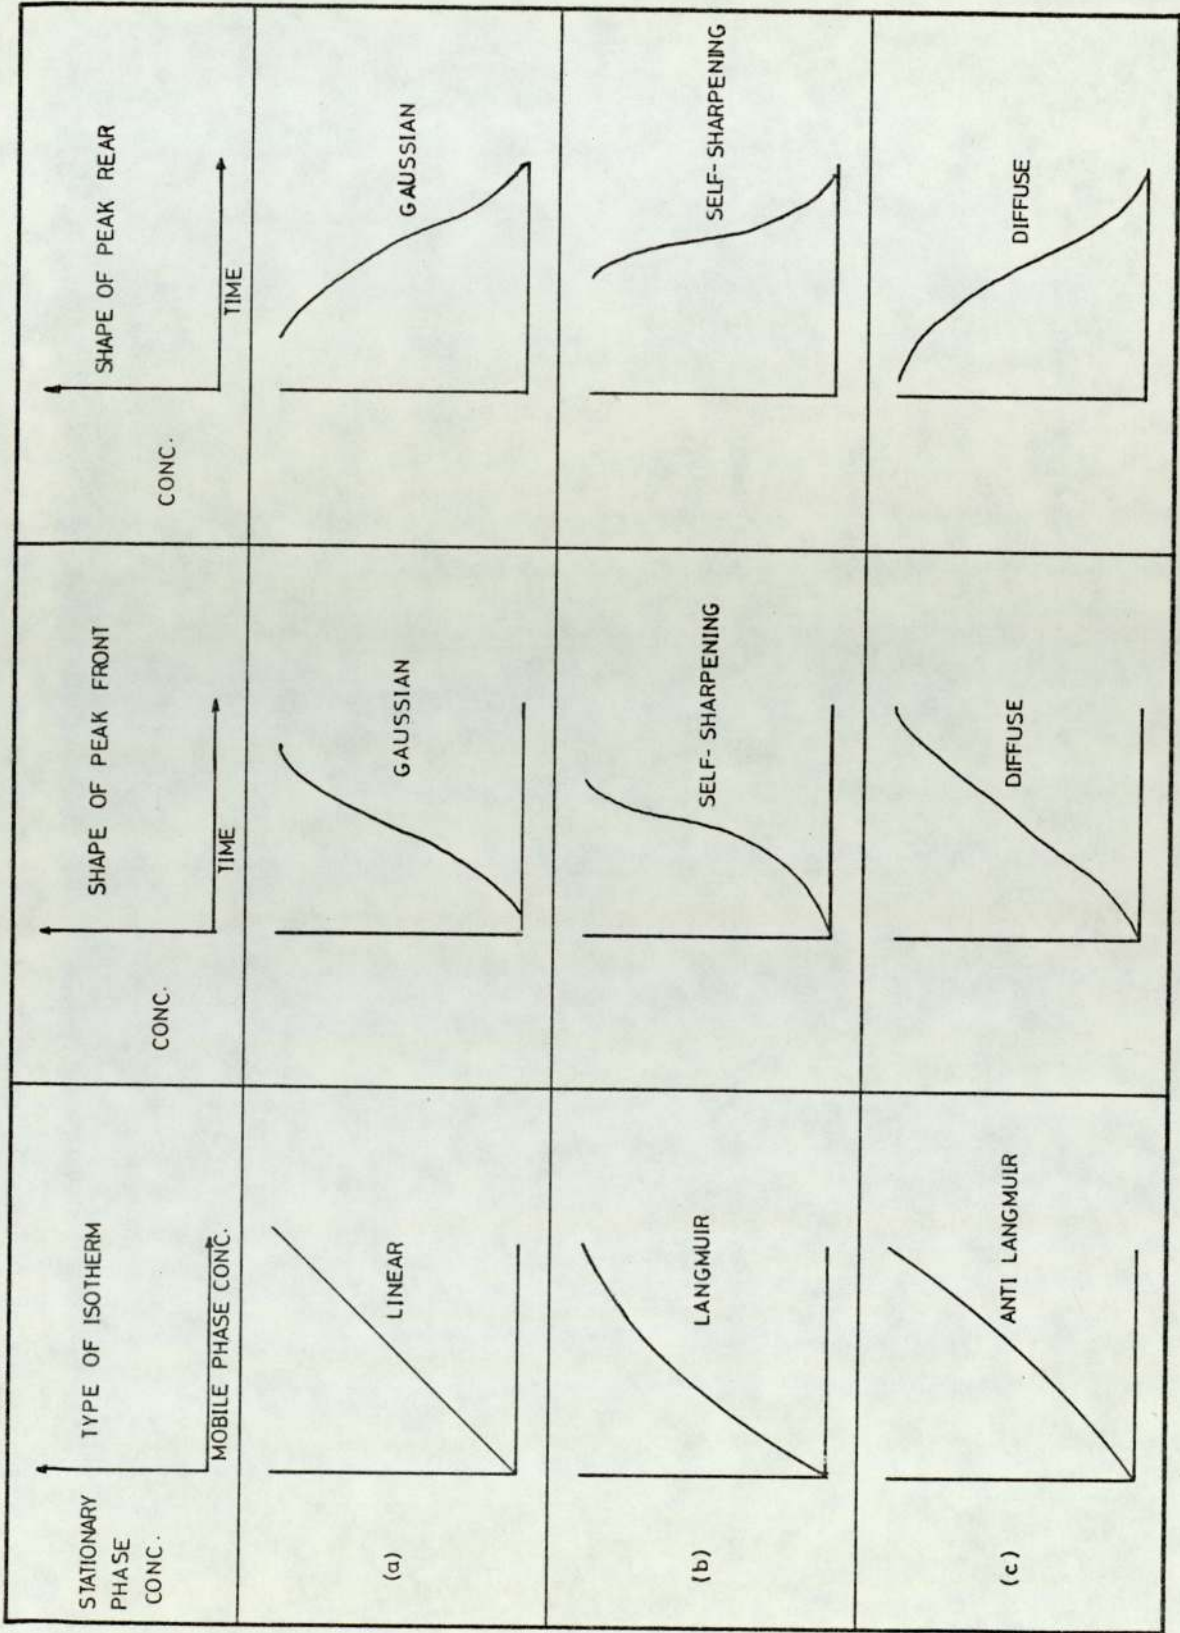 STATIONARY
PHASE
CONC.
TYPE OF ISOTHERM
MOBILE PHASE CONC.
CONC.
SHAPE OF PEAK FRONT
TIME
CONC.
SHAPE OF PEAK REAR
TIME
(a)
LINEAR
GAUSSIAN
GAUSSIAN
(b)
LANGMUIR
SELF- SHARPENING
SELF- SHARPENING
(c)
ANTI LANGMUIR
DIFFUSE
DIFFUSE